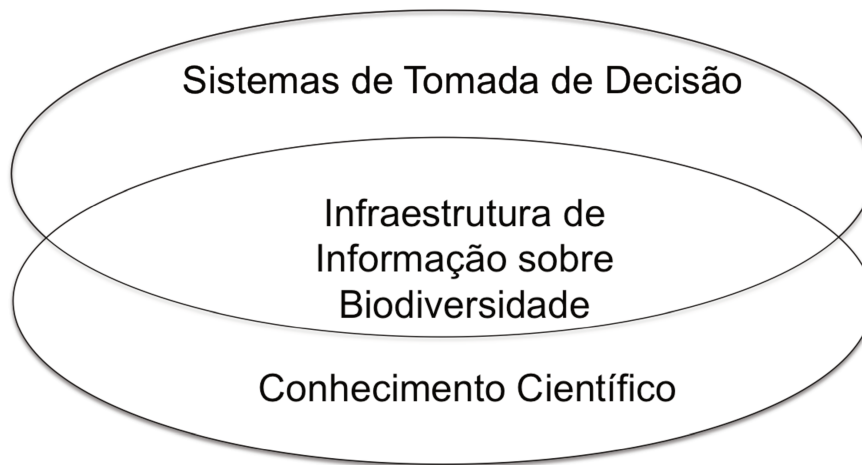 Sistemas de Tomada de Decisão
Infraestrutura de
Informação sobre
Biodiversidade
Conhecimento Científico